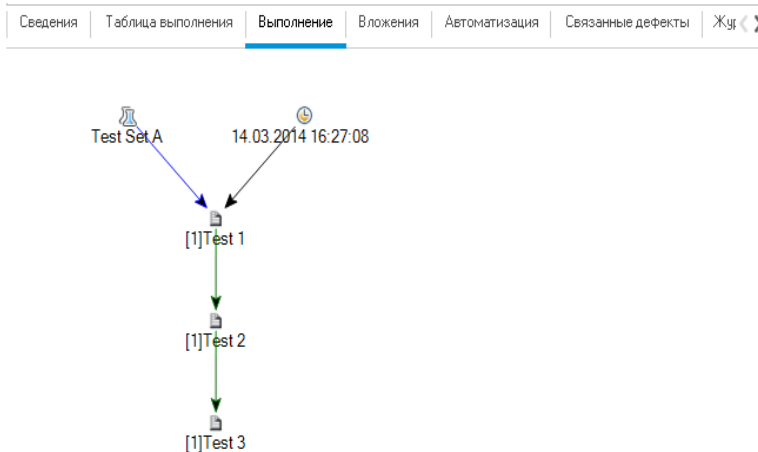 Сведения Таблица выполнения Выполнение Вложения Автоматизация Связанные дефекты
Test Set A 14.03.2014 16:27:08
[1]Test 1
[1]Test 2
[1]Test 3